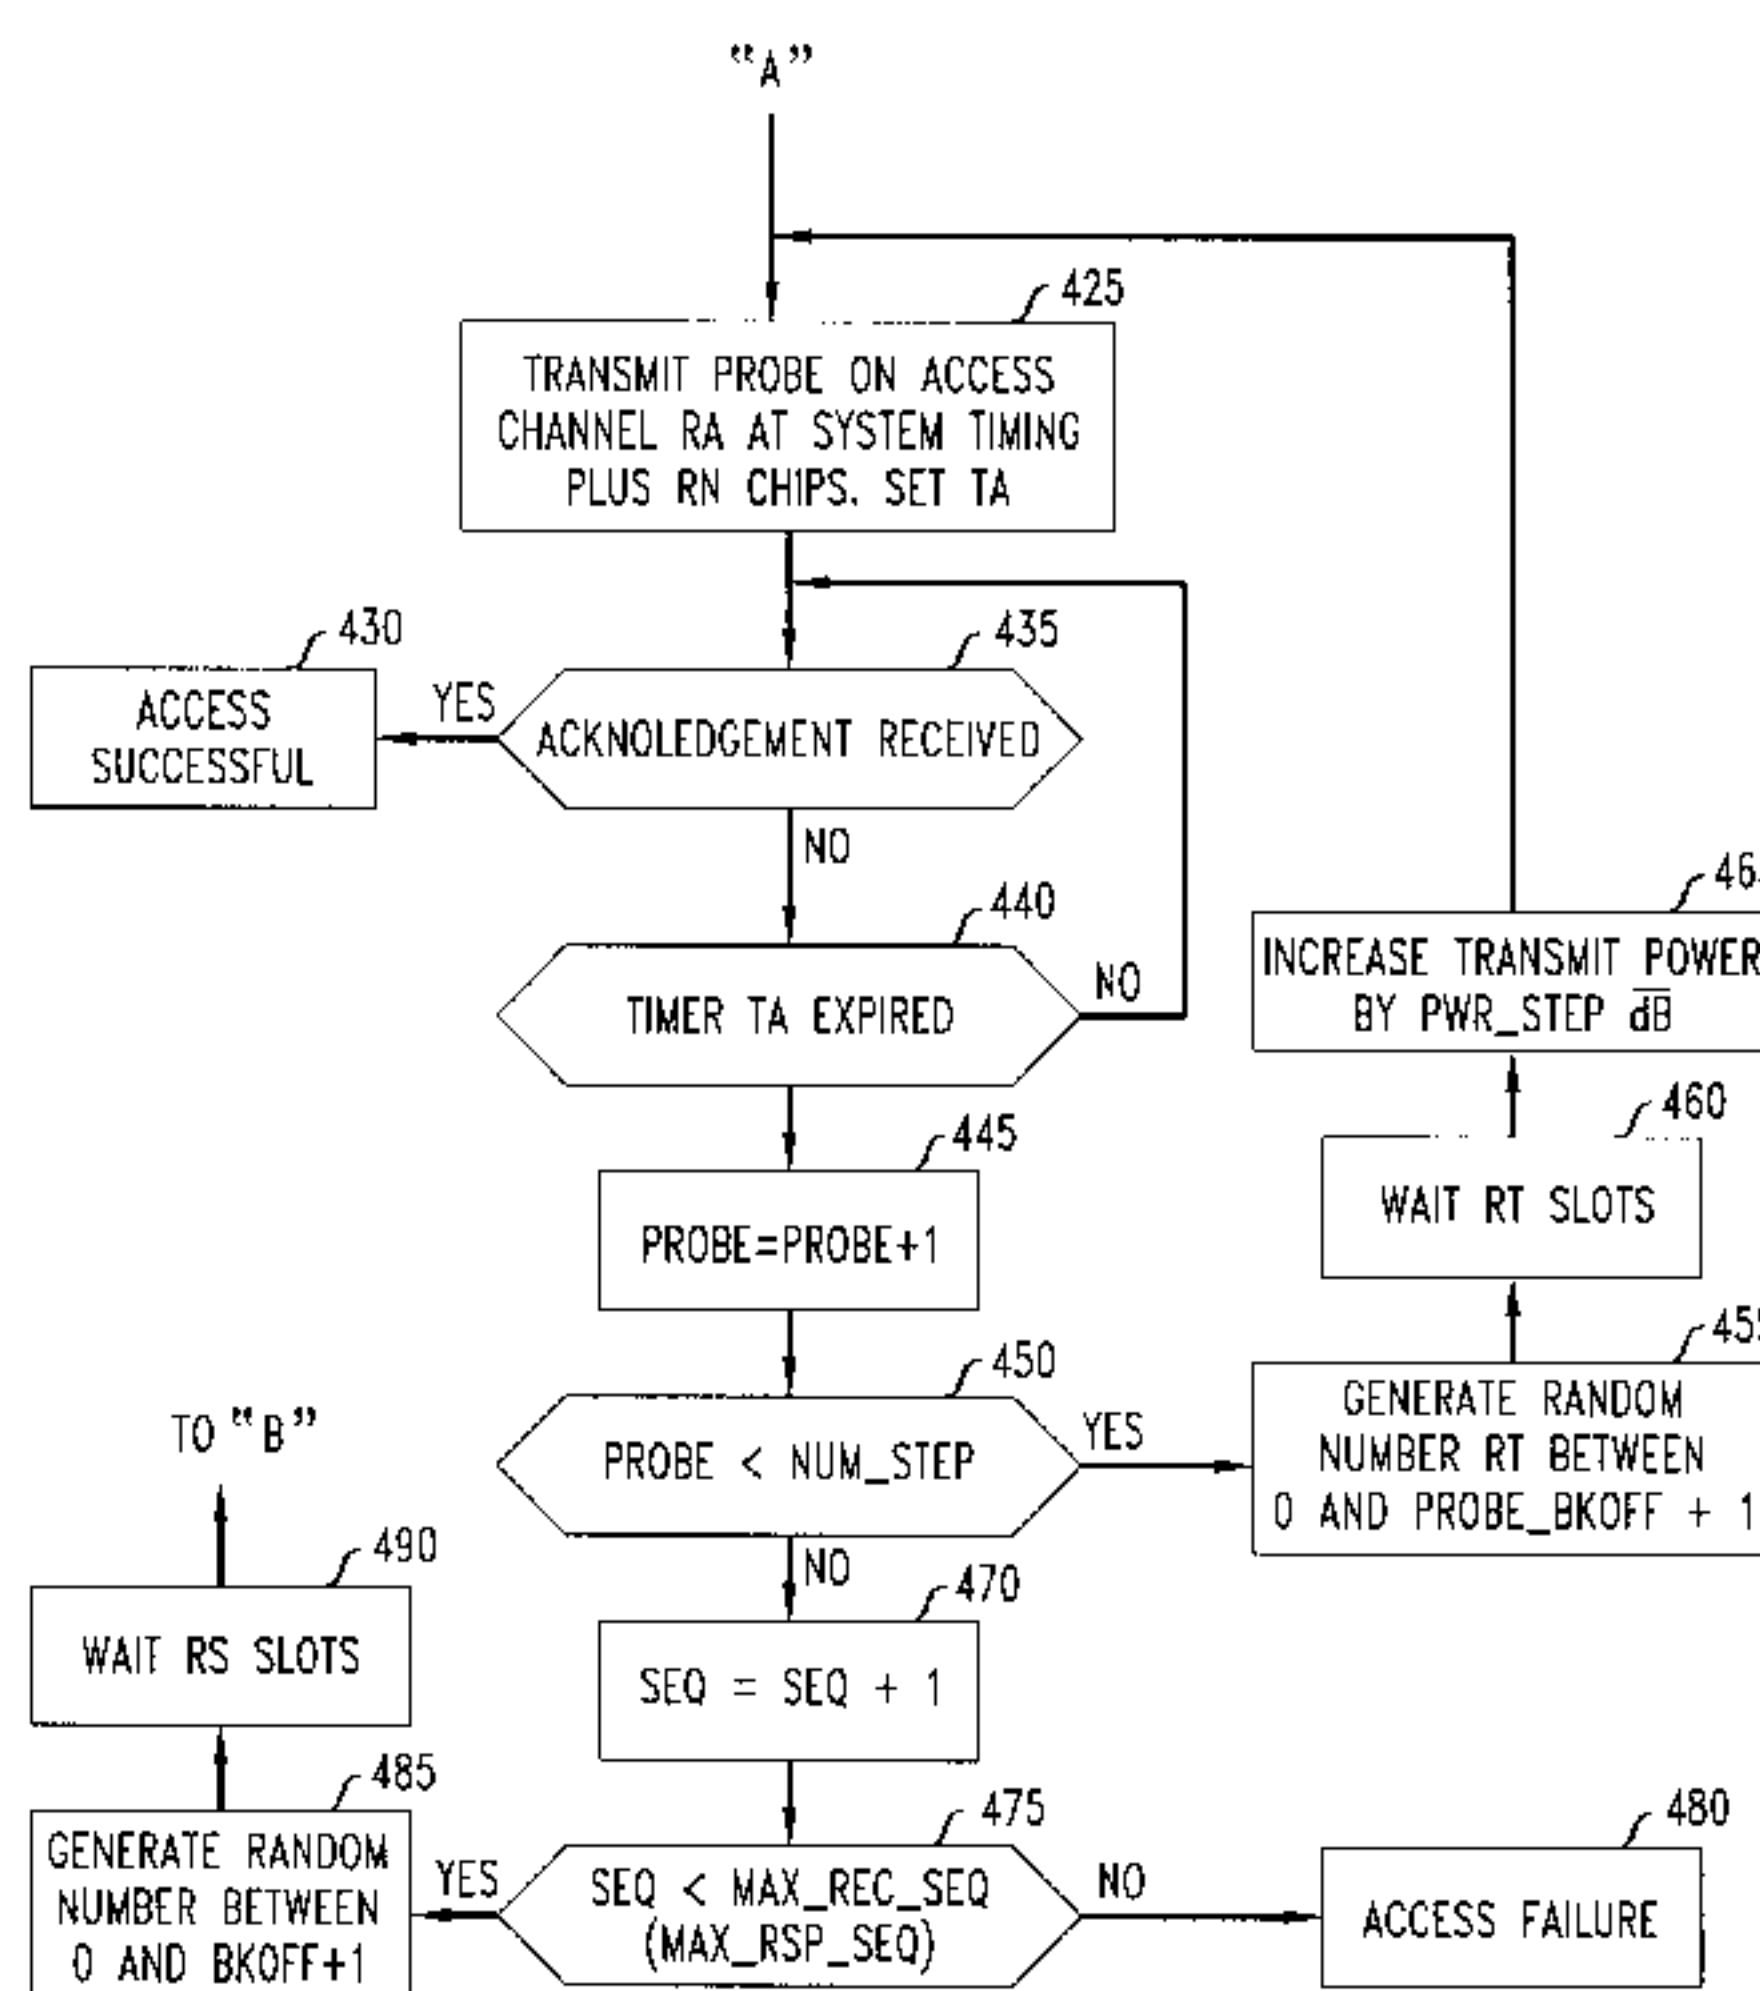 “A”
425
TRANSMIT PROBE ON ACCESS
CHANNEL RA AT SYSTEM TIMING
PLUS RN CHIPS. SET TA
430
435
ACCESS
SUCCESSFUL
YES
ACKNOLEDGEMENT RECEIVED
NO
440
TIMER TA EXPIRED
NO
INCREASE TRANSMIT POWER
BY PWR_STEP dB
460
WAIT RT SLOTS
445
PROBE=PROBE+1
450
PROBE < NUM_STEP
YES
GENERATE RANDOM
NUMBER RT BETWEEN
0 AND PROBE_BKOFF + 1
TO “B”
490
WAIT RS SLOTS
NO
470
SEQ = SEQ + 1
485
GENERATE RANDOM
NUMBER BETWEEN
0 AND BKOFF+1
YES
475
SEQ < MAX_REC_SEQ
(MAX_RSP_SEQ)
NO
480
ACCESS FAILURE